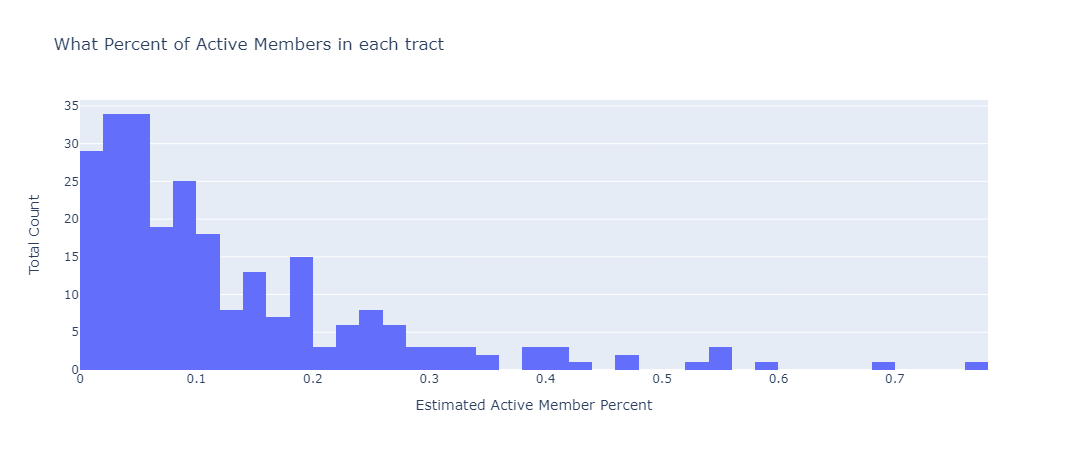 What Percent of Active Members in each tract
35
30
25
20
15
10
5
0
Total Count
0 0.1 0.2 0.3 0.4 0.5 0.6 0.7
Estimated Active Member Percent